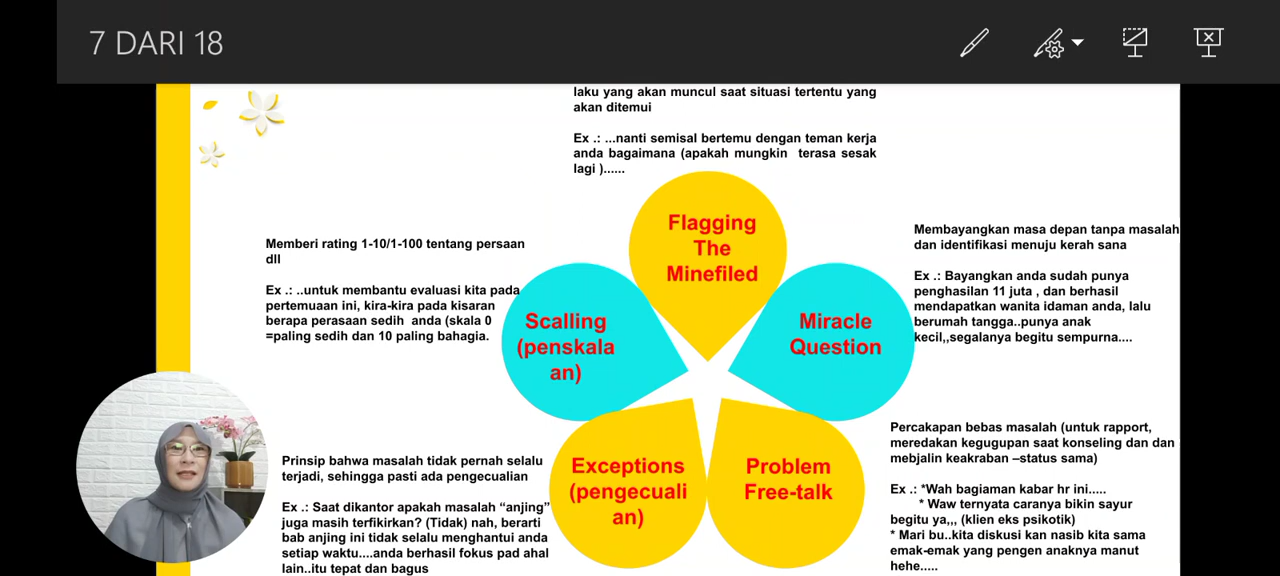 7 DARI 18
laku yang akan muncul saat situasi tertentu yang
akan ditemui
Ex .: ...nanti semisal bertemu dengan teman kerja
anda bagaimana (apakah mungkin terasa sesak
lagi )......
Flagging
The
Minefiled
Memberi rating 1-10/1-100 tentang persaan
dll
Ex .: ..untuk membantu evaluasi kita pada
pertemuaan ini, kira-kira pada kisaran
berapa perasaan sedih anda (skala 0
=paling sedih dan 10 paling bahagia.
Scalling
(penskala
an)
Miracle
Question
Membayangkan masa depan tanpa masalah
dan identifikasi menuju kerah sana
Ex .: Bayangkan anda sudah punya
penghasilan 11 juta , dan berhasil
mendapatkan wanita idaman anda, lalu
berumah tangga..punya anak
kecil,,segalanya begitu sempurna....
Prinsip bahwa masalah tidak pernah selalu
terjadi, sehingga pasti ada pengecualian
Ex .: Saat dikantor apakah masalah “anjing”
juga masih terfikirkan? (Tidak) nah, berarti
bab anjing ini tidak selalu menghantui anda
setiap waktu....anda berhasil fokus pad ahal
lain..itu tepat dan bagus
Exceptions
(pengecuali
an)
Problem
Free-talk
Percakapan bebas masalah (untuk rapport,
meredakan kegugupan saat konseling dan dan
mebjalin keakraban –status sama)
Ex .: *Wah bagaiman kabar hr ini.....
* Waw ternyata caranya bikin sayur
begitu ya,,, (klien eks psikotik)
* Mari bu..kita diskusi kan nasib kita sama
emak-emak yang pengen anaknya manut
hehe.....